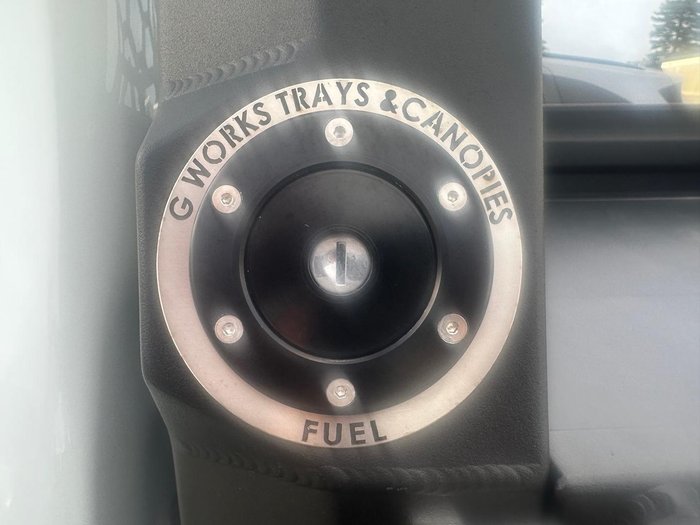 G WORKS TRAYS & CANOPIES
FUEL